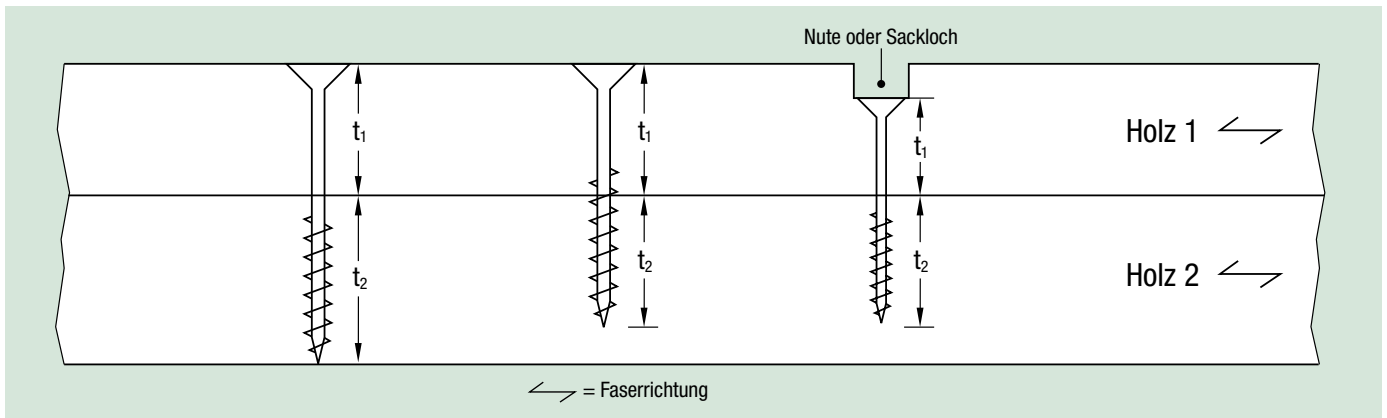 Nute oder Sackloch
t₁
t₁
t₁
Holz 1
t₂
t₂
t₂
Holz 2
= Faserrichtung